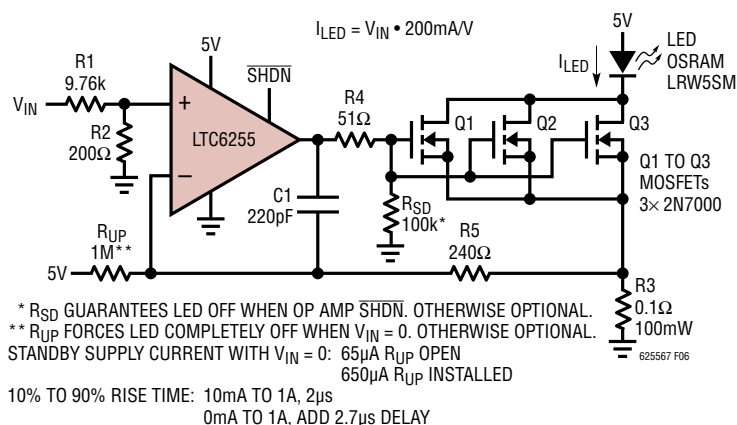 I_LED = V_IN • 200mA/V
5V
5V
SHDN
LED
OSRAM
LRW5SM
I_LED
R1
9.76k
V_IN
R2
200Ω
+
−
LTC6255
R4
51Ω
Q1
Q2
Q3
Q1 TO Q3
MOSFETs
3× 2N7000
C1
220pF
R_SD
100k*
R_UP
1M**
5V
R5
240Ω
R3
0.1Ω
100mW
* R_SD GUARANTEES LED OFF WHEN OP AMP SHDN. OTHERWISE OPTIONAL.
** R_UP FORCES LED COMPLETELY OFF WHEN V_IN = 0. OTHERWISE OPTIONAL.
STANDBY SUPPLY CURRENT WITH V_IN = 0: 65µA R_UP OPEN
650µA R_UP INSTALLED
10% TO 90% RISE TIME: 10mA TO 1A, 2µs
0mA TO 1A, ADD 2.7µs DELAY
625567 F06